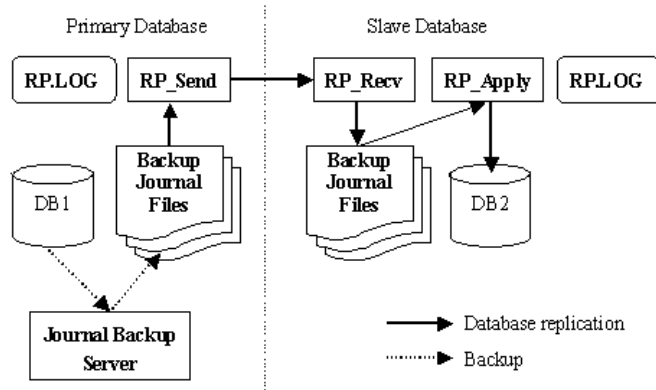 Primary Database
Slave Database
RP.LOG
RP_Send
RP_Recv
RP_Apply
RP.LOG
Backup
Journal
Files
Backup
Journal
Files
DB1
DB2
Journal Backup
Server
Database replication
Backup